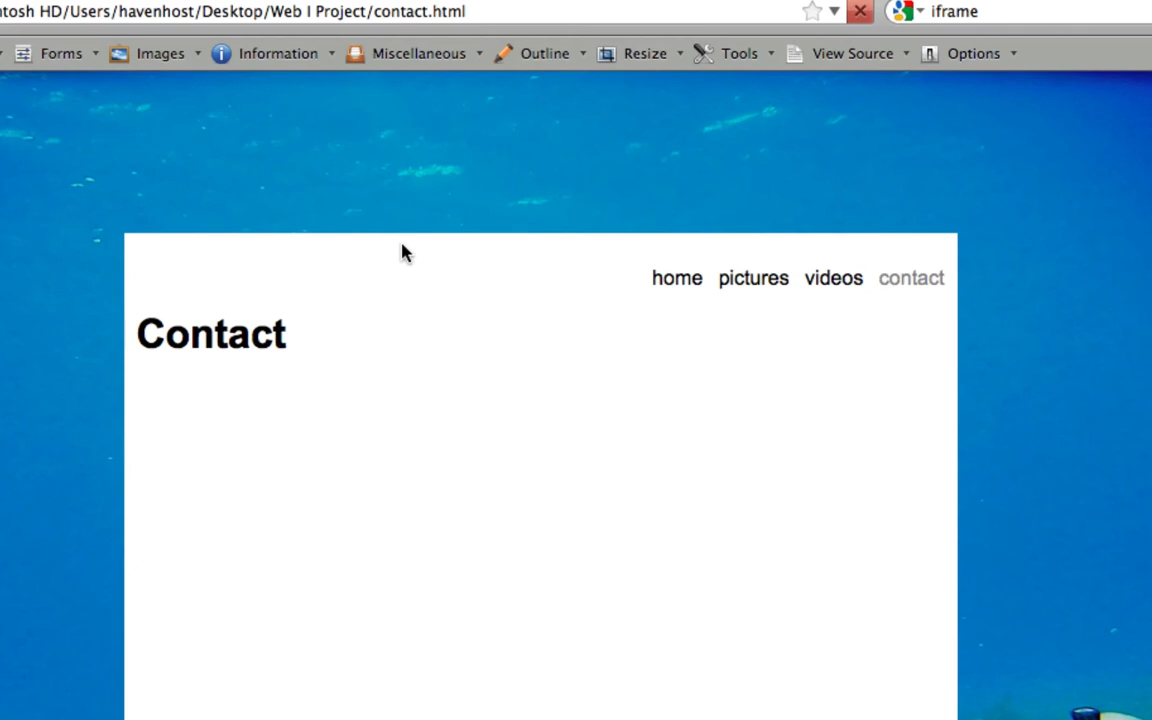 tosh HD/Users/havenhost/Desktop/Web I Project/contact.html iframe
Forms Images Information Miscellaneous Outline Resize Tools View Source Options
home pictures videos contact
Contact